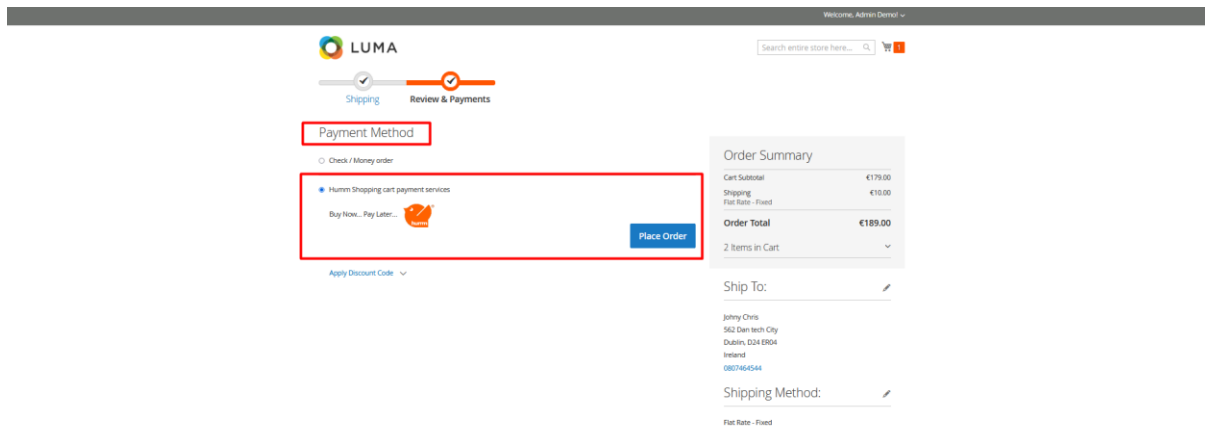 Welcome, Admin Demo!
LUMA
Search entire store here...
1
Shipping
Review & Payments
Payment Method
Check / Money order
Humm Shopping cart payment services
Buy Now... Pay Later...
humm
Place Order
Apply Discount Code
Order Summary
Cart Subtotal €179.00
Shipping €10.00
Flat Rate - Fixed
Order Total €189.00
2 Items in Cart
Ship To:
Johny Chris
562 Dan tech City
Dublin, D24 ER04
Ireland
0807464544
Shipping Method:
Flat Rate - Fixed